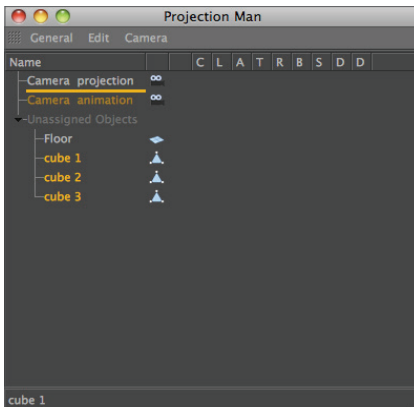 Projection Man
General Edit Camera
Name C L A T R B S D D
Camera projection
Camera animation
Unassigned Objects
Floor
cube 1
cube 2
cube 3
cube 1